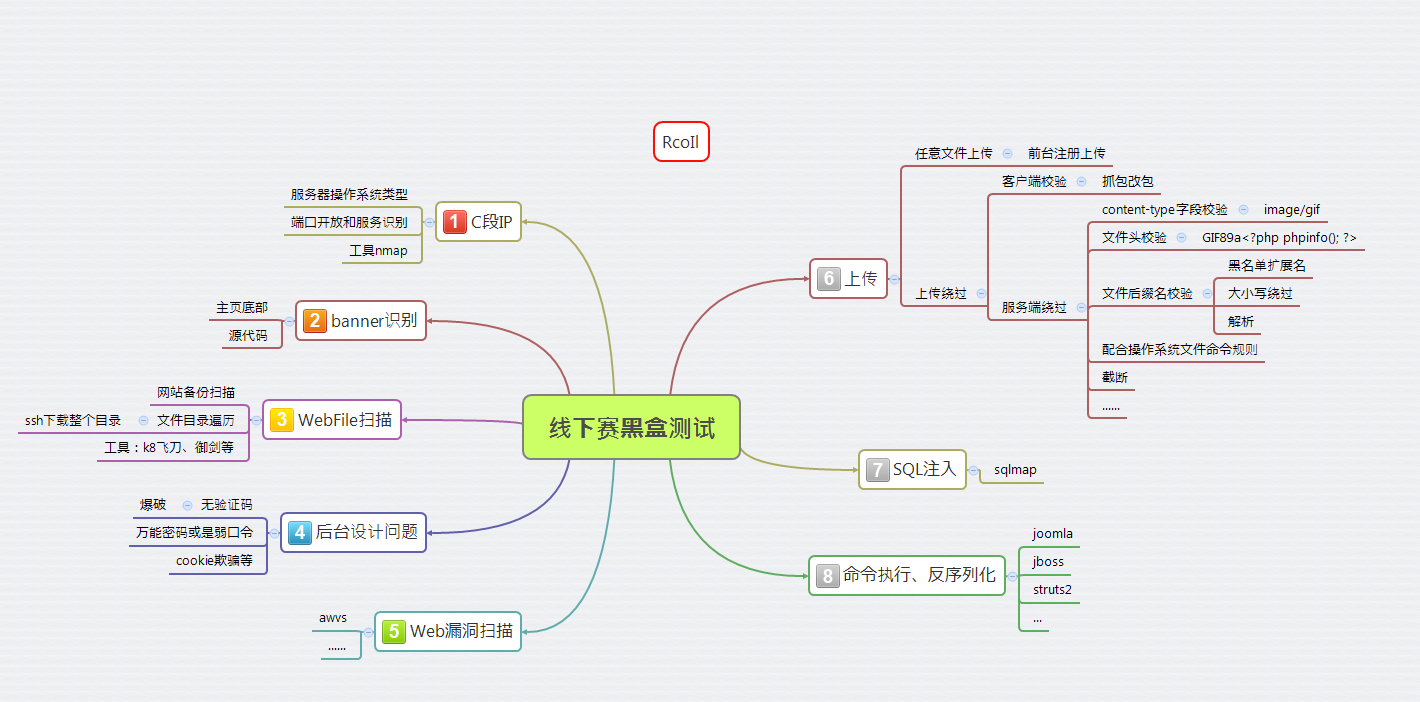 RcoIl
线下赛黑盒测试
1 C段IP
服务器操作系统类型
端口开放和服务识别
工具nmap
2 banner识别
主页底部
源代码
3 WebFile扫描
网站备份扫描
文件目录遍历
ssh下载整个目录
工具：k8飞刀、御剑等
4 后台设计问题
无验证码
爆破
万能密码或是弱口令
cookie欺骗等
5 Web漏洞扫描
awvs
......
6 上传
任意文件上传
前台注册上传
上传绕过
客户端校验
抓包改包
服务端绕过
content-type字段校验
image/gif
文件头校验
GIF89a<?php phpinfo(); ?>
文件后缀名校验
黑名单扩展名
大小写绕过
解析
配合操作系统文件命令规则
截断
......
7 SQL注入
sqlmap
8 命令执行、反序列化
joomla
jboss
struts2
...